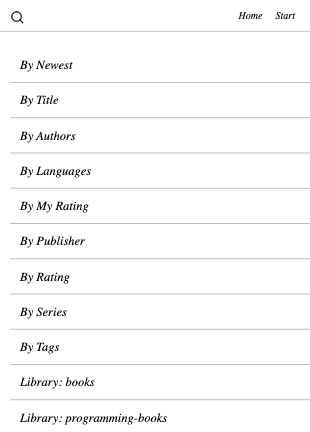 Home Start
By Newest
By Title
By Authors
By Languages
By My Rating
By Publisher
By Rating
By Series
By Tags
Library: books
Library: programming-books